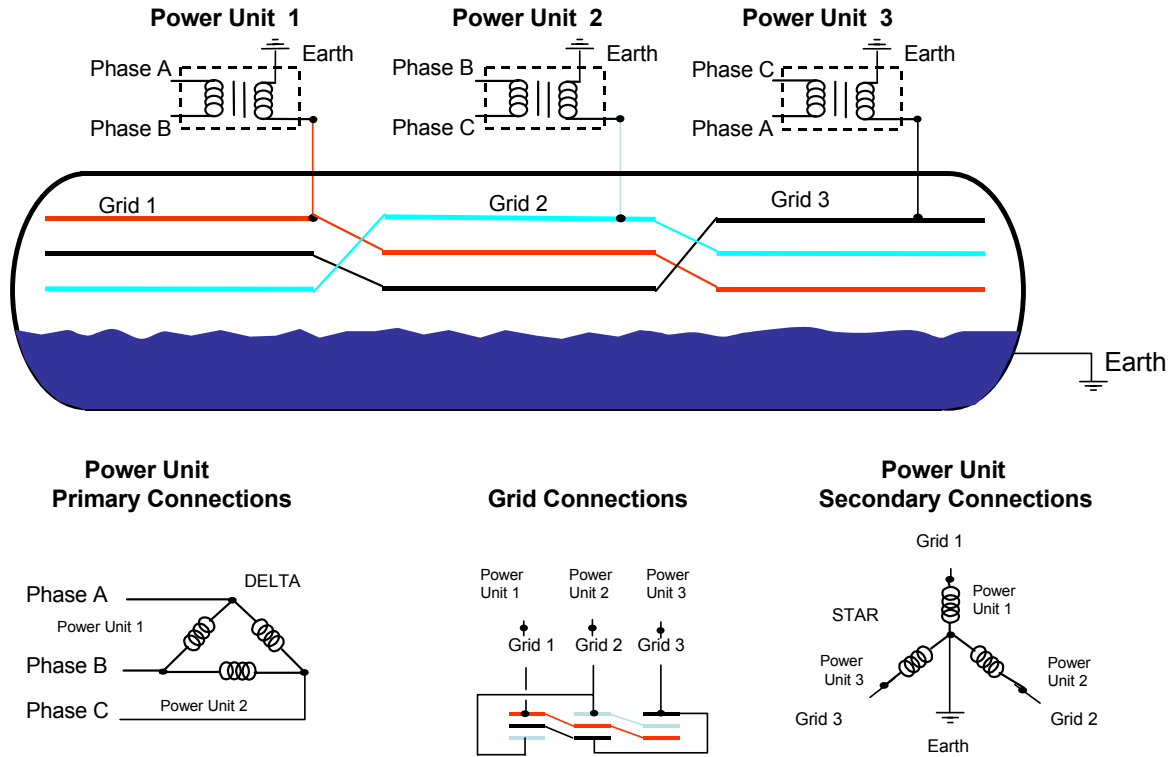 Power Unit 1
Power Unit 2
Power Unit 3
Earth
Earth
Earth
Phase A
Phase B
Phase B
Phase C
Phase C
Phase A
Grid 1
Grid 2
Grid 3
Earth
Power Unit
Primary Connections
Grid Connections
Power Unit
Secondary Connections
Phase A
DELTA
Power Unit 1
Phase B
Phase C
Power Unit 2
Power
Unit 1
Power
Unit 2
Power
Unit 3
Grid 1
Grid 2
Grid 3
Grid 1
Power
Unit 1
STAR
Power
Unit 3
Power
Unit 2
Grid 3
Grid 2
Earth